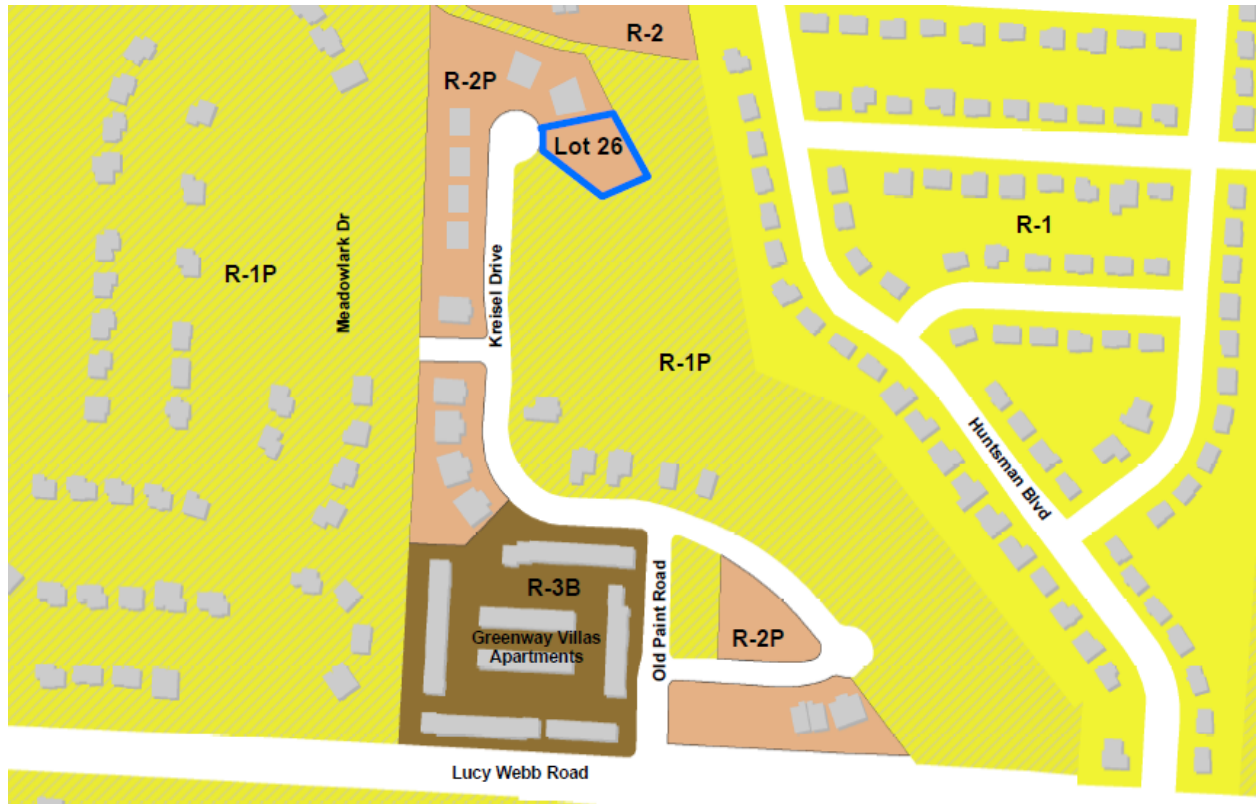 R-2
R-2P
Lot 26
R-1P
Meadowlark Dr
Kreisel Drive
R-1
R-1P
Huntsman Blvd
R-3B
Greenway Villas
Apartments
Old Paint Road
R-2P
Lucy Webb Road